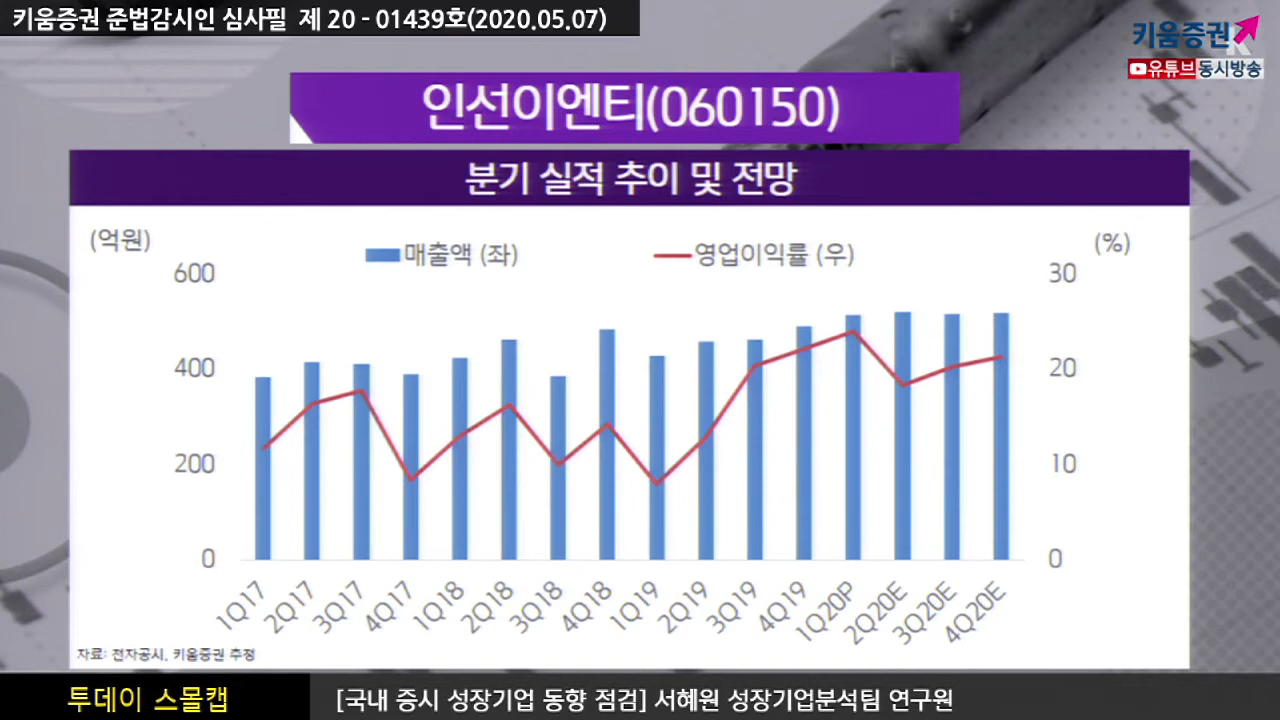 키움증권 준법감시인 심사필 제 20 - 01439호(2020.05.07)
키움증권
유튜브 동시방송
인선이엔티(060150)
분기 실적 추이 및 전망
(억원)
매출액 (좌)
영업이익률 (우)
(%)
600
30
400
20
200
10
0
0
1Q17
2Q17
3Q17
4Q17
1Q18
2Q18
3Q18
4Q18
1Q19
2Q19
3Q19
4Q19
1Q20P
2Q20E
3Q20E
4Q20E
자료: 전자공시, 키움증권 추정
투데이 스몰캡
[국내 증시 성장기업 동향 점검] 서혜원 성장기업분석팀 연구원